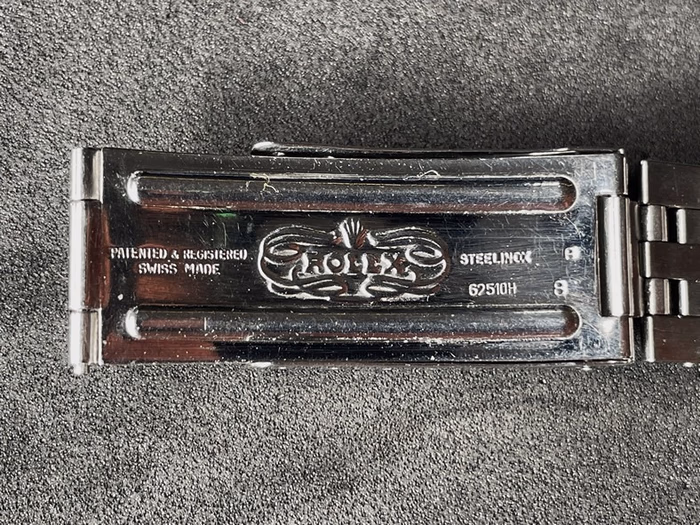 PATENTED & REGISTERED
SWISS MADE
ROLEX
STEELINOX
62510H